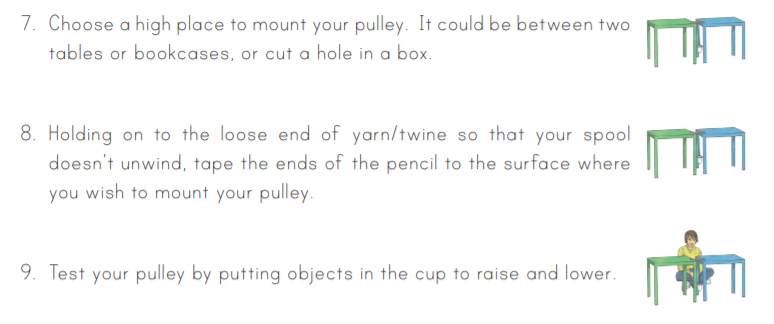 7. Choose a high place to mount your pulley. It could be between two
tables or bookcases, or cut a hole in a box.
8. Holding on to the loose end of yarn/twine so that your spool
doesn't unwind, tape the ends of the pencil to the surface where
you wish to mount your pulley.
9. Test your pulley by putting objects in the cup to raise and lower.